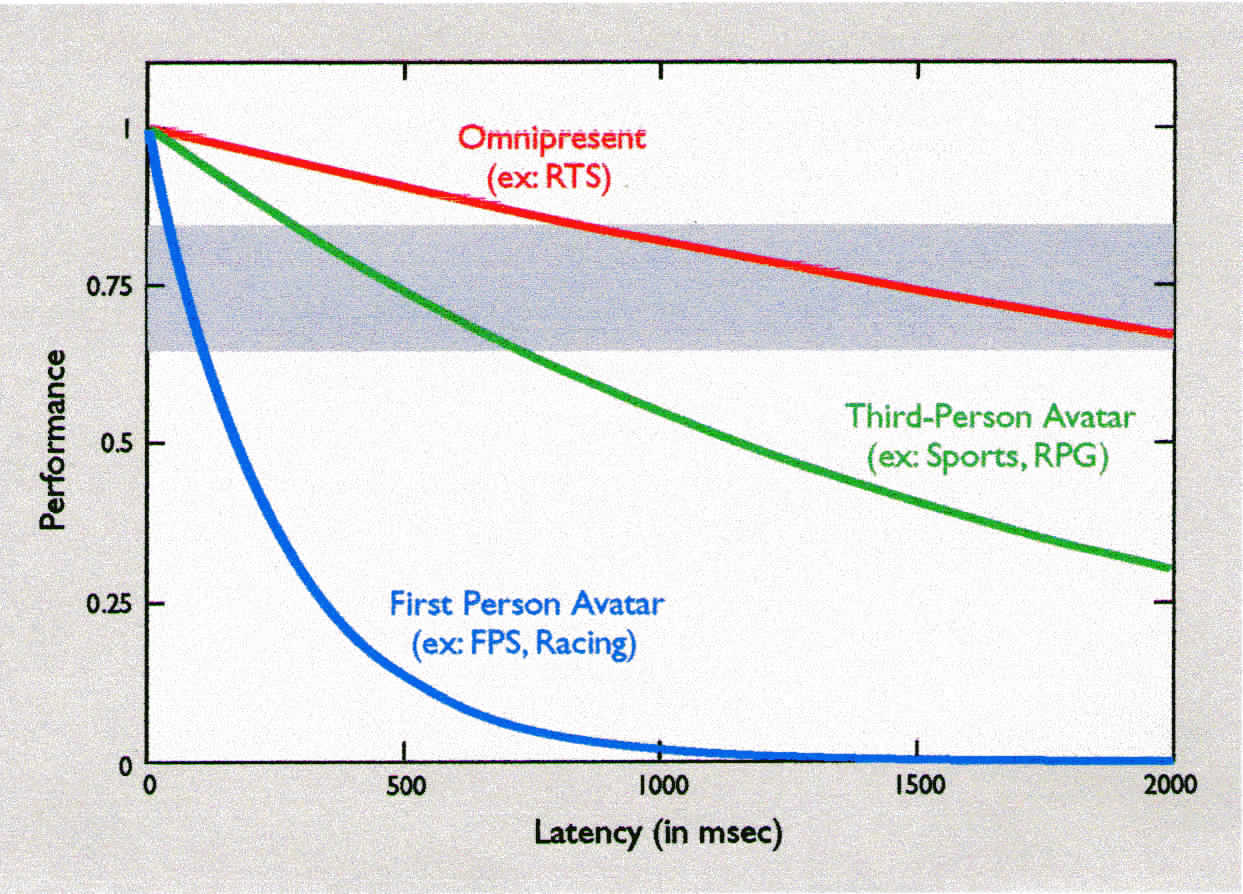 Omnipresent
(ex: RTS)
Third-Person Avatar
(ex: Sports, RPG)
First Person Avatar
(ex: FPS, Racing)
Performance
1
0.75
0.5
0.25
0
0
500
1000
1500
2000
Latency (in msec)